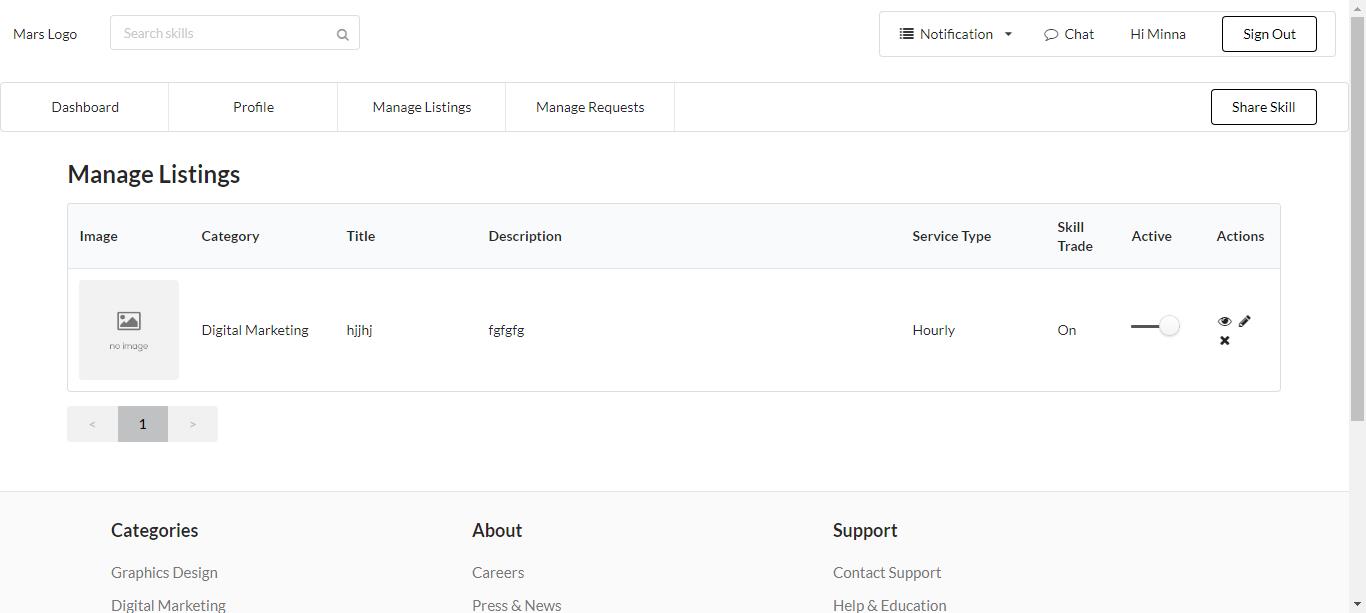 Mars Logo
Search skills
Notification
Chat
Hi Minna
Sign Out
Dashboard
Profile
Manage Listings
Manage Requests
Share Skill
Manage Listings
Image
Category
Title
Description
Service Type
Skill
Trade
Active
Actions
no image
Digital Marketing
hjjhj
fgfgfg
Hourly
On
<
1
>
Categories
About
Support
Graphics Design
Careers
Contact Support
Digital Marketing
Press & News
Help & Education